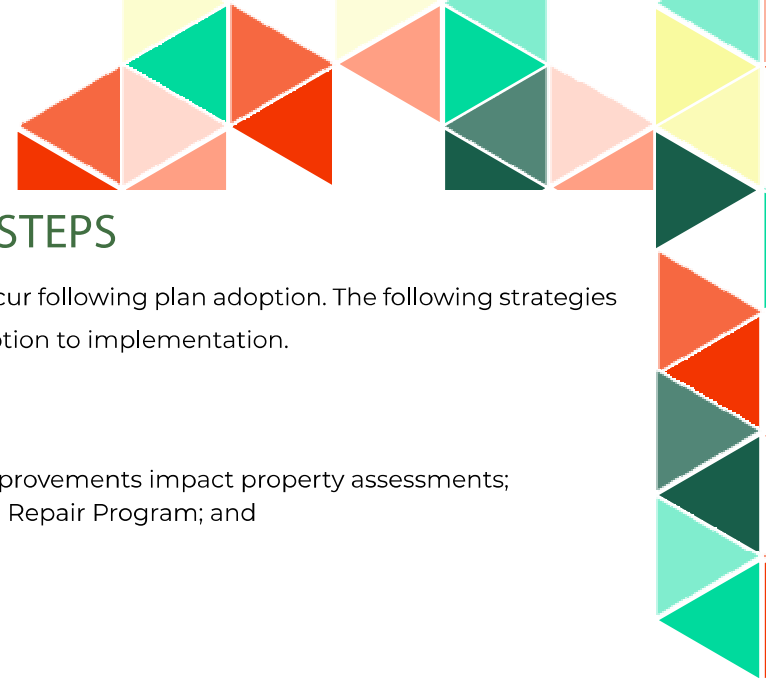 STEPS
cur following plan adoption. The following strategies
ption to implementation.
provements impact property assessments;
Repair Program; and